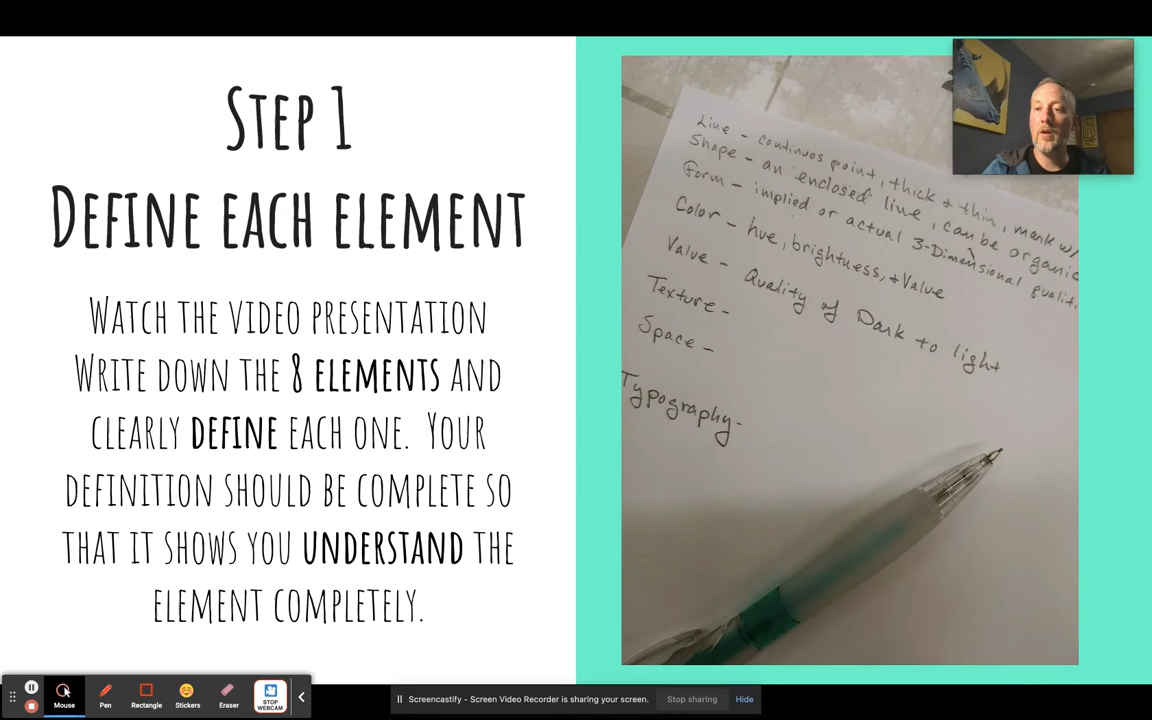 STEP 1
DEFINE EACH ELEMENT
WATCH THE VIDEO PRESENTATION
WRITE DOWN THE 8 ELEMENTS AND
CLEARLY DEFINE EACH ONE. YOUR
DEFINITION SHOULD BE COMPLETE SO
THAT IT SHOWS YOU UNDERSTAND THE
ELEMENT COMPLETELY.
Line - continuos point, thick + thin, mark w/
Shape - an enclosed line, can be organic
Form - implied or actual 3-Dimensional qualit
Color - hue, brightness, + Value
Value - Quality of Dark to light
Texture -
Space -
Typography-
Mouse Pen Rectangle Stickers Eraser STOP WEBCAM
Screencastify - Screen Video Recorder is sharing your screen. Stop sharing Hide